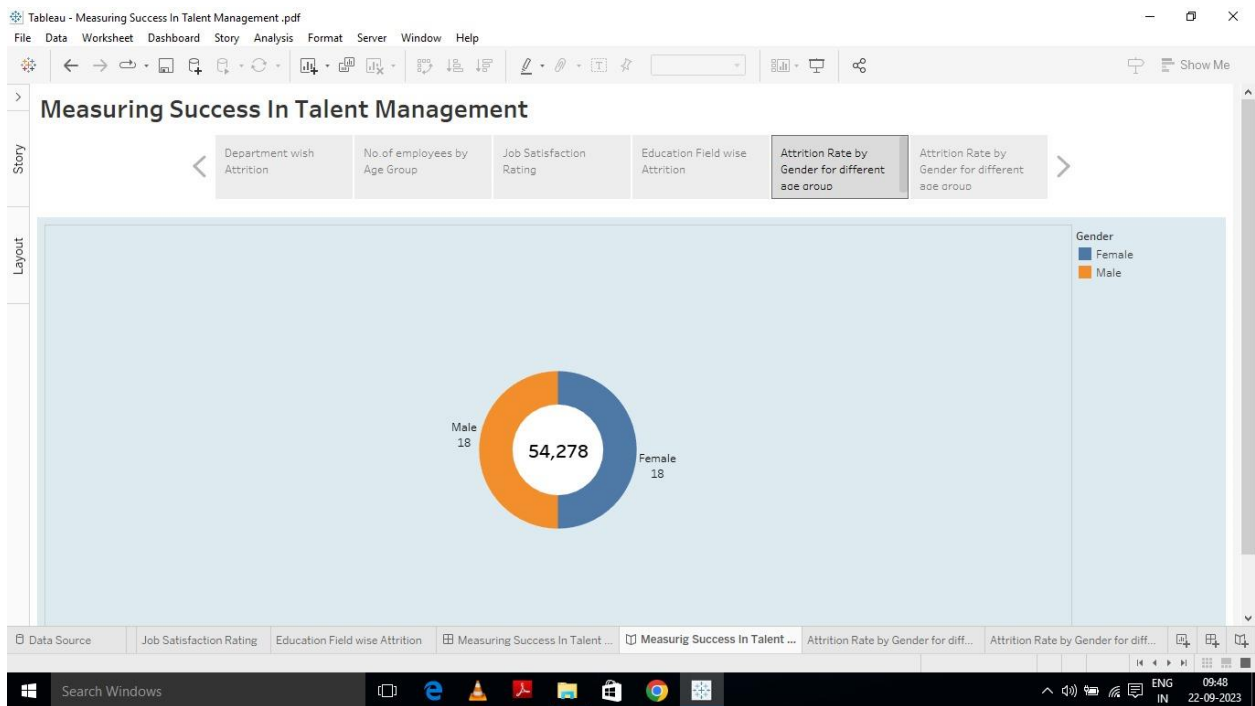 Tableau - Measuring Success In Talent Management .pdf
File Data Worksheet Dashboard Story Analysis Format Server Window Help
Show Me
Measuring Success In Talent Management
Story
Layout
Department wish
Attrition
No.of employees by
Age Group
Job Satisfaction
Rating
Education Field wise
Attrition
Attrition Rate by
Gender for different
age group
Attrition Rate by
Gender for different
age group
Gender
Female
Male
Male
18
54,278
Female
18
Data Source
Job Satisfaction Rating
Education Field wise Attrition
Measuring Success In Talent ...
Measurig Success In Talent ...
Attrition Rate by Gender for diff...
Attrition Rate by Gender for diff...
Search Windows
ENG
IN
09:48
22-09-2023